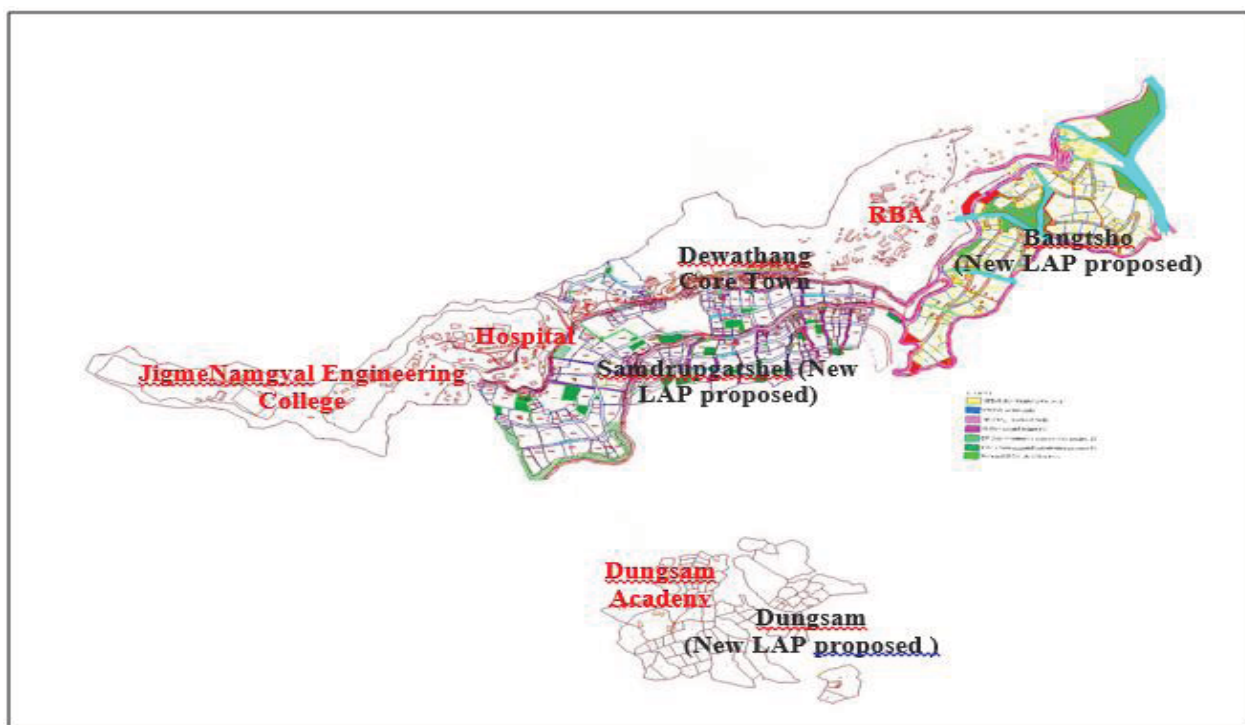 RBA
Bangtsho
(New LAP proposed)
Dewathang
Core Town
Hospital
Samdrupgatshel (New
LAP proposed)
JigmeNamgyal Engineering
College
Dungsam
Acadeny
Dungsam
(New LAP proposed )